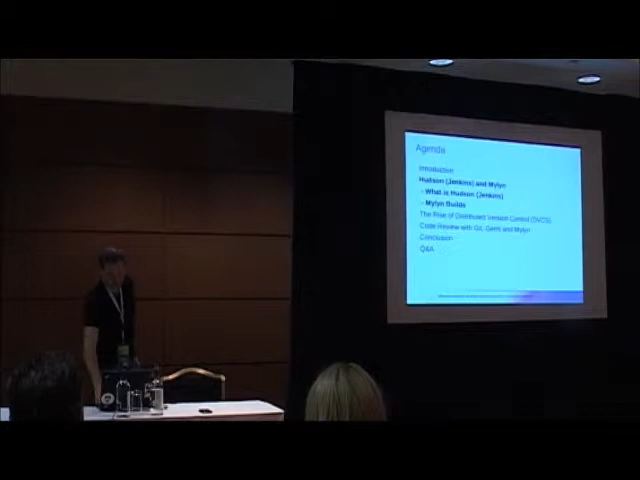 Agenda
Introduction
Hudson (Jenkins) and Mylyn
- What is Hudson (Jenkins)
- Mylyn Builds
The Rise of Distributed Version Control (DVCS)
Code Review with Git, Gerrit and Mylyn
Conclusion
Q&A